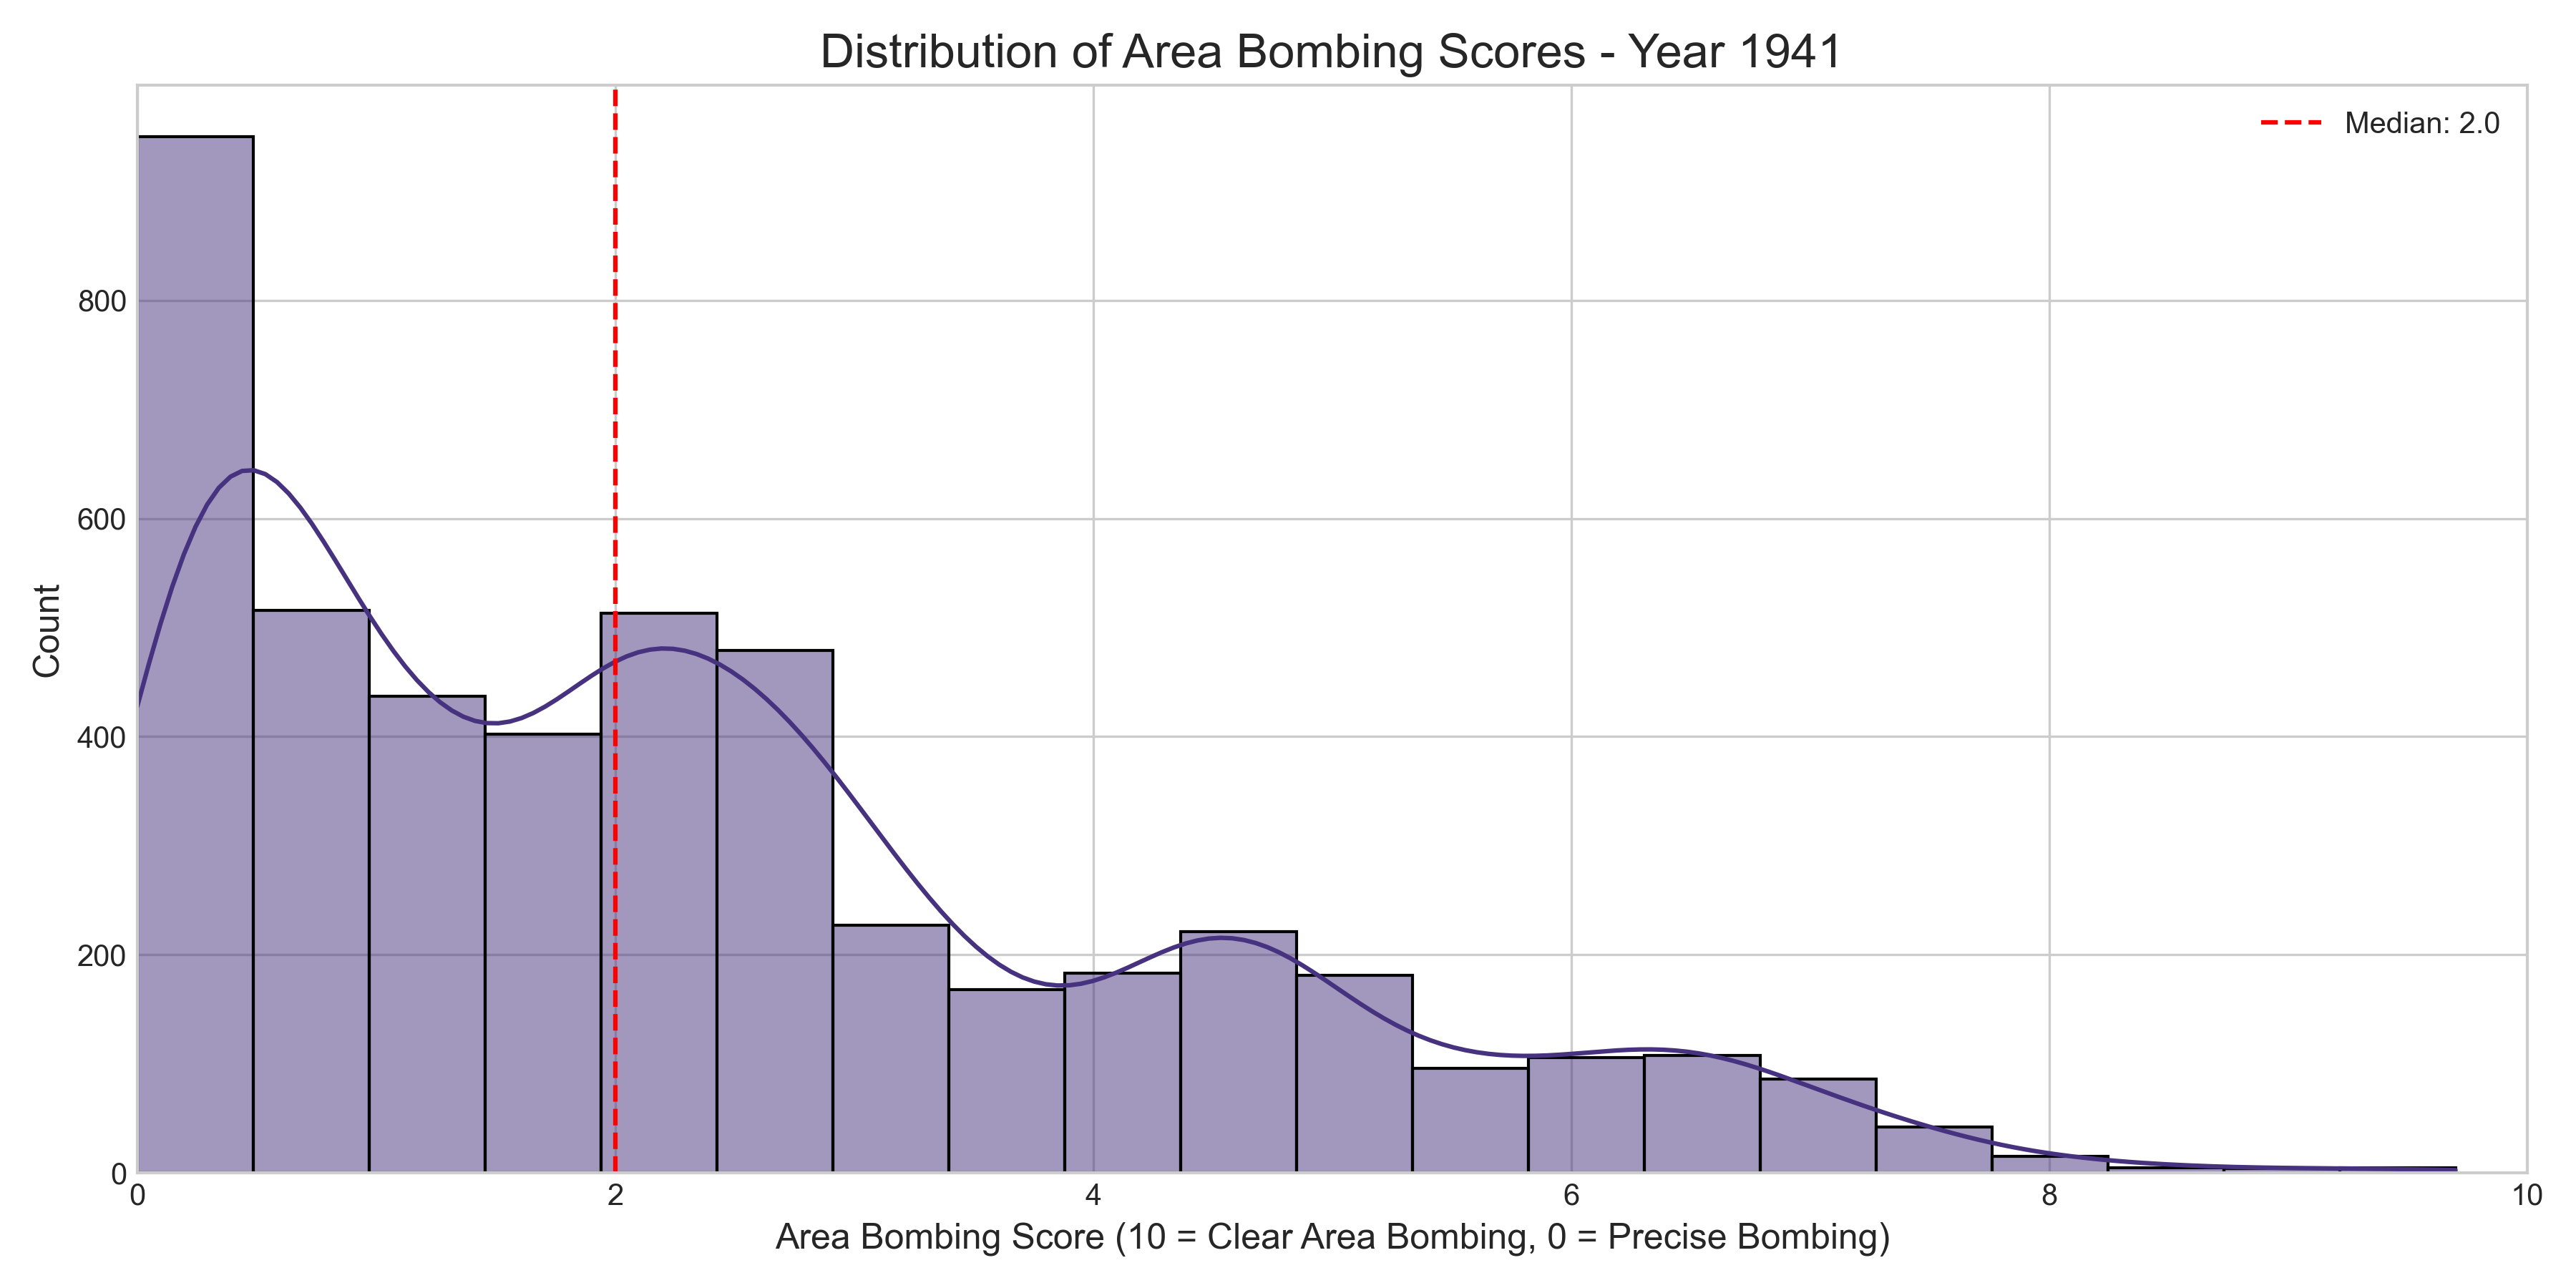 Distribution of Area Bombing Scores - Year 1941
Median: 2.0
Count
800
600
400
200
0
0 2 4 6 8 10
Area Bombing Score (10 = Clear Area Bombing, 0 = Precise Bombing)